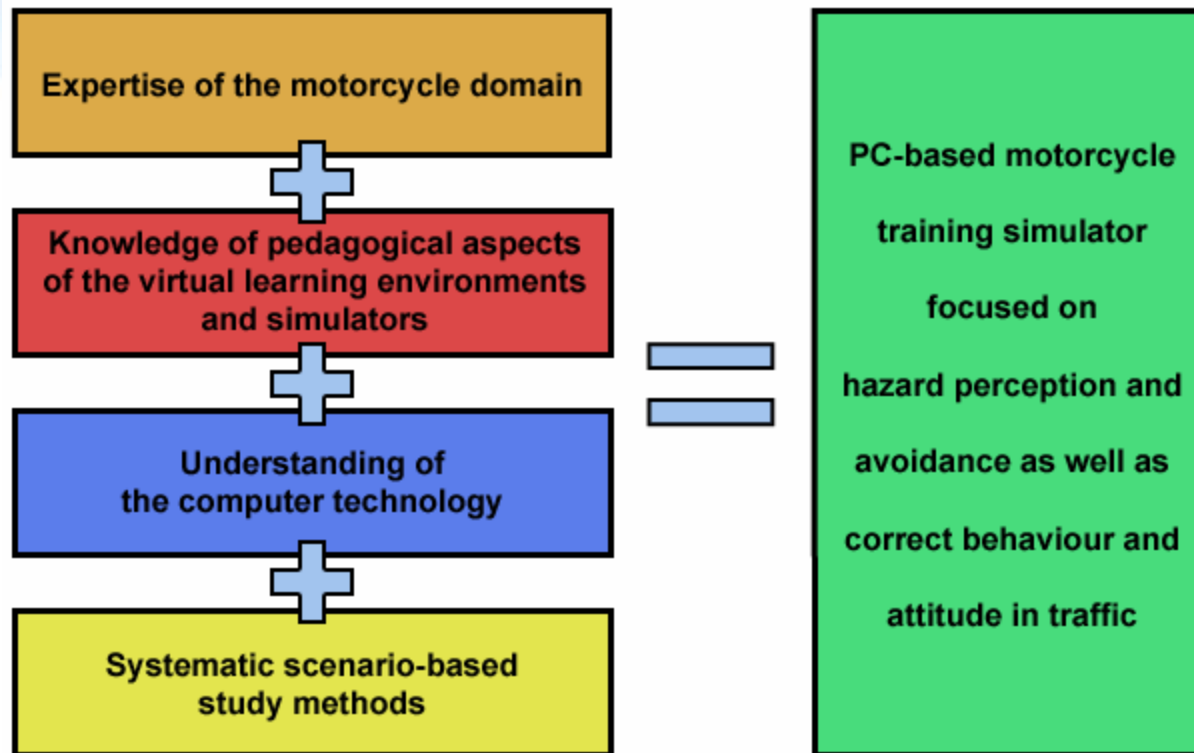 Expertise of the motorcycle domain
Knowledge of pedagogical aspects
of the virtual learning environments
and simulators
Understanding of
the computer technology
Systematic scenario-based
study methods
PC-based motorcycle
training simulator
focused on
hazard perception and
avoidance as well as
correct behaviour and
attitude in traffic